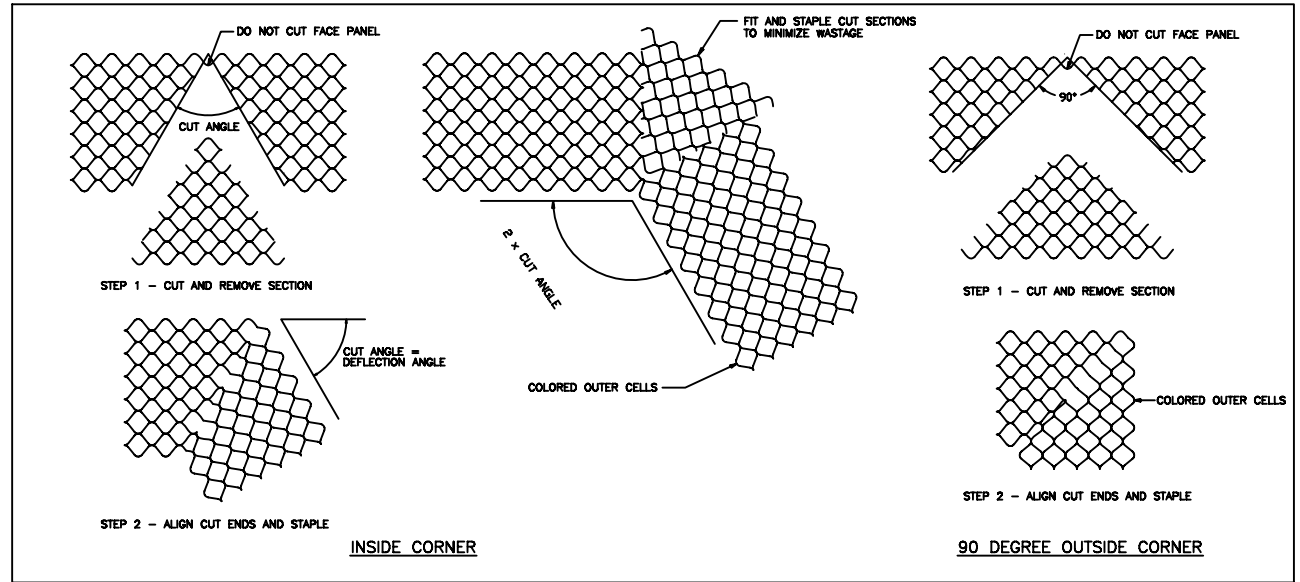 DO NOT CUT FACE PANEL
CUT ANGLE
STEP 1 – CUT AND REMOVE SECTION
CUT ANGLE =
DEFLECTION ANGLE
STEP 2 – ALIGN CUT ENDS AND STAPLE
FIT AND STAPLE CUT SECTIONS
TO MINIMIZE WASTAGE
2 x CUT ANGLE
COLORED OUTER CELLS
INSIDE CORNER
DO NOT CUT FACE PANEL
90°
STEP 1 – CUT AND REMOVE SECTION
COLORED OUTER CELLS
STEP 2 – ALIGN CUT ENDS AND STAPLE
90 DEGREE OUTSIDE CORNER